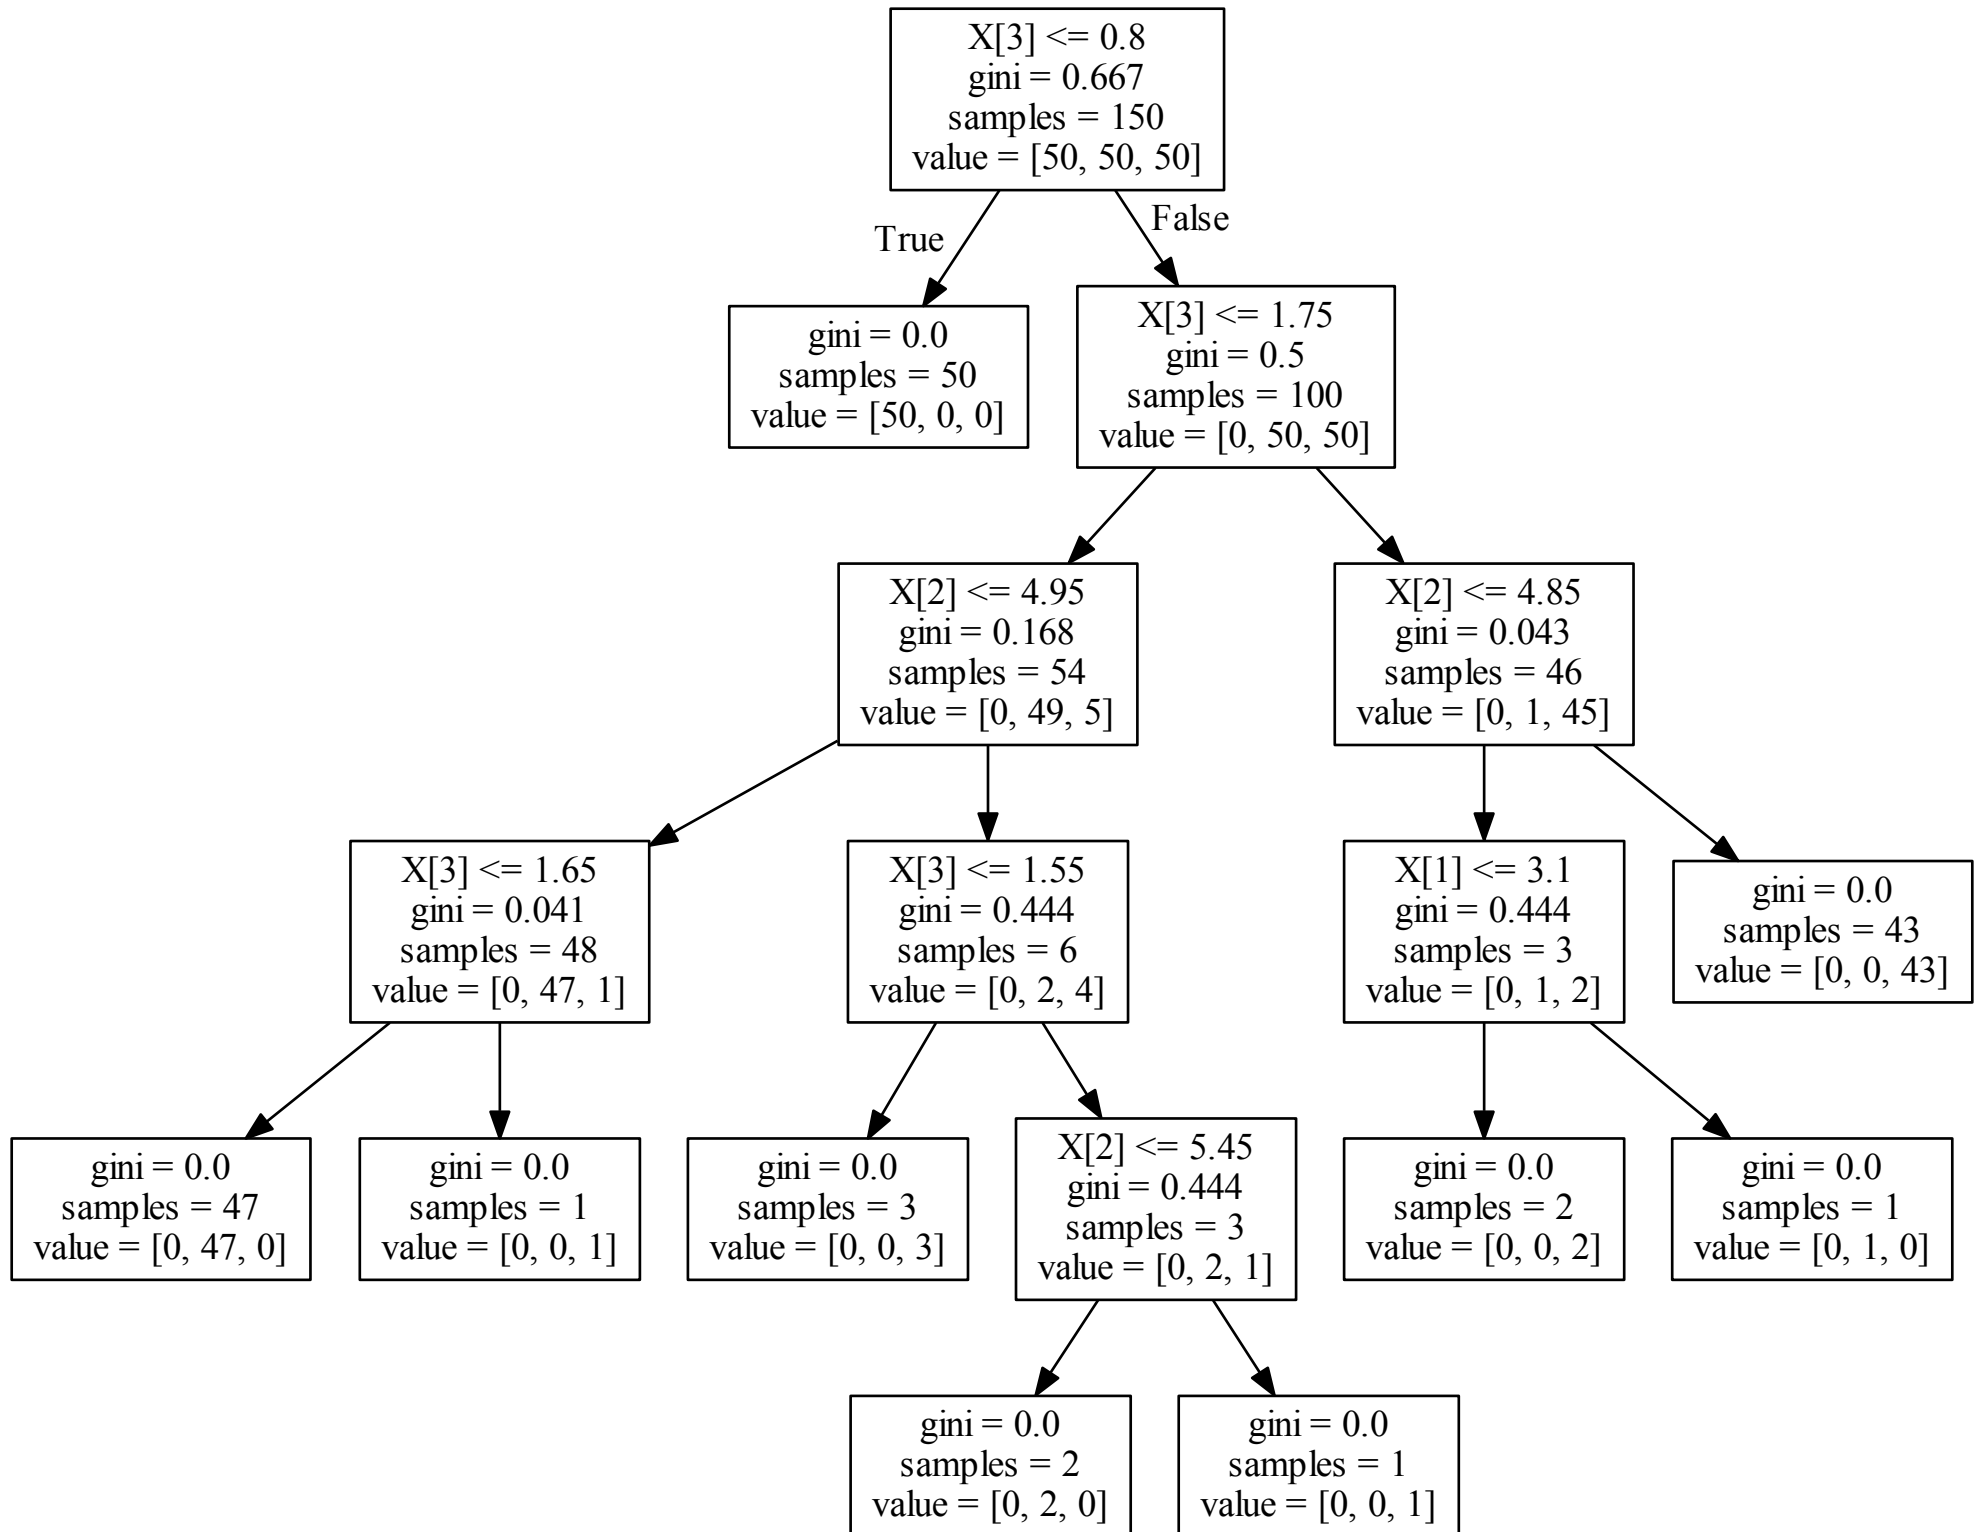 X[3] <= 0.8
gini = 0.667
samples = 150
value = [50, 50, 50]
True
False
gini = 0.0
samples = 50
value = [50, 0, 0]
X[3] <= 1.75
gini = 0.5
samples = 100
value = [0, 50, 50]
X[2] <= 4.95
gini = 0.168
samples = 54
value = [0, 49, 5]
X[2] <= 4.85
gini = 0.043
samples = 46
value = [0, 1, 45]
X[3] <= 1.65
gini = 0.041
samples = 48
value = [0, 47, 1]
X[3] <= 1.55
gini = 0.444
samples = 6
value = [0, 2, 4]
X[1] <= 3.1
gini = 0.444
samples = 3
value = [0, 1, 2]
gini = 0.0
samples = 43
value = [0, 0, 43]
gini = 0.0
samples = 47
value = [0, 47, 0]
gini = 0.0
samples = 1
value = [0, 0, 1]
gini = 0.0
samples = 3
value = [0, 0, 3]
X[2] <= 5.45
gini = 0.444
samples = 3
value = [0, 2, 1]
gini = 0.0
samples = 2
value = [0, 0, 2]
gini = 0.0
samples = 1
value = [0, 1, 0]
gini = 0.0
samples = 2
value = [0, 2, 0]
gini = 0.0
samples = 1
value = [0, 0, 1]